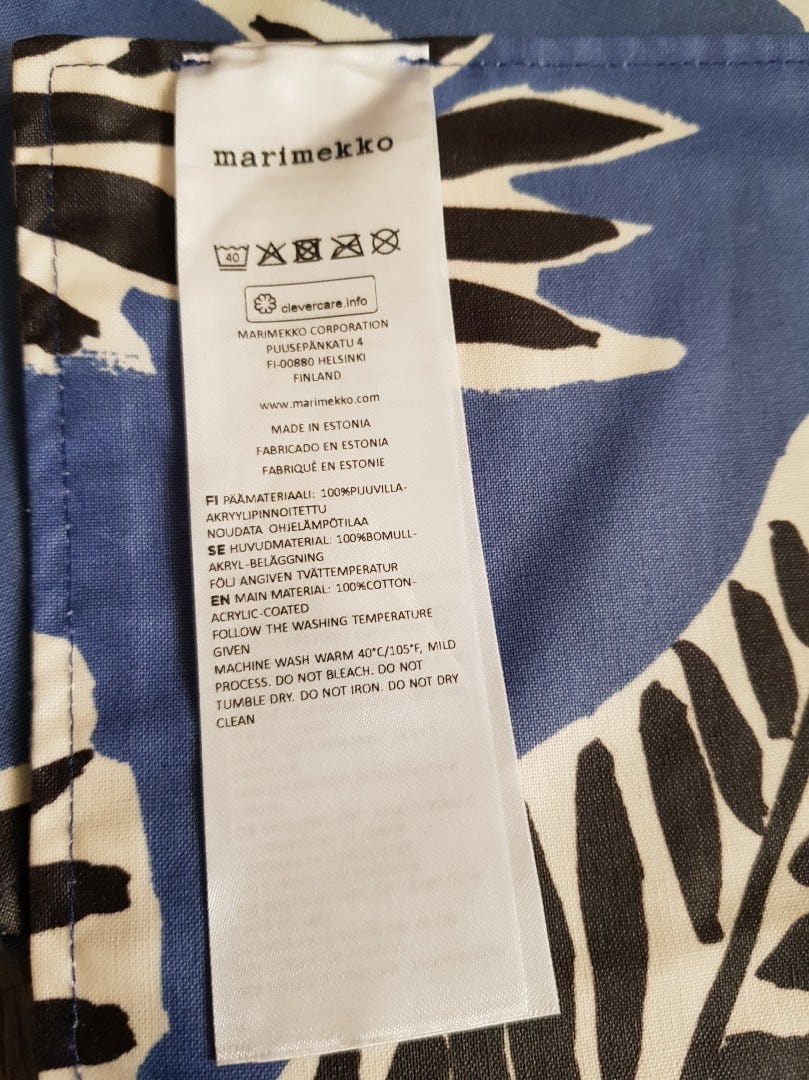 marimekko
40
clevercare.info
MARIMEKKO CORPORATION
PUUSEPÄNKATU 4
FI-00880 HELSINKI
FINLAND
www.marimekko.com
MADE IN ESTONIA
FABRICADO EN ESTONIA
FABRIQUÉ EN ESTONIE
FI PÄÄMATERIAALI: 100%PUUVILLA-
AKRYYLIPINNOITETTU
NOUDATA OHJELÄMPÖTILAA
SE HUVUDMATERIAL: 100%BOMULL-
AKRYL-BELÄGGNING
FÖLJ ANGIVEN TVÄTTEMPERATUR
EN MAIN MATERIAL: 100%COTTON-
ACRYLIC-COATED
FOLLOW THE WASHING TEMPERATURE
GIVEN
MACHINE WASH WARM 40°C/105°F, MILD
PROCESS. DO NOT BLEACH. DO NOT
TUMBLE DRY. DO NOT IRON. DO NOT DRY
CLEAN